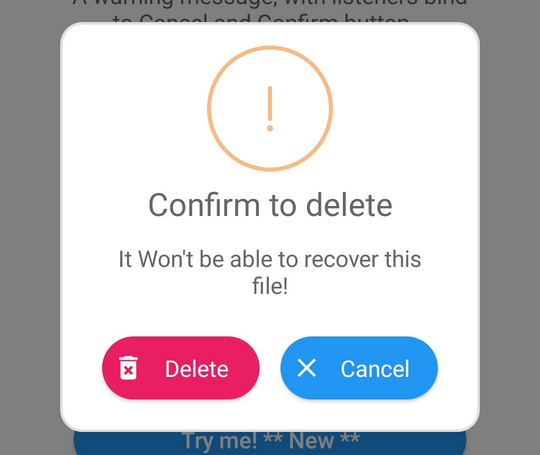 A warning message, with listeners bind
to Cancel and Confirm button
Confirm to delete
It Won't be able to recover this
file!
Delete
Cancel
Try me! ** New **